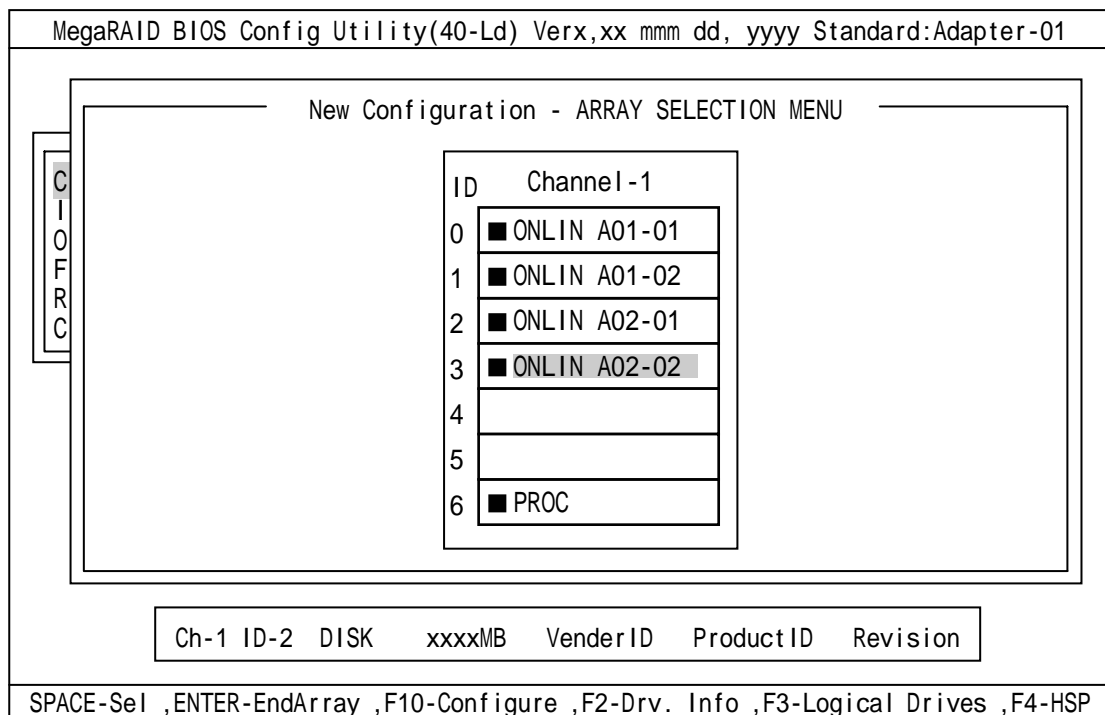 MegaRAID BIOS Config Utility(40-Ld) Verx,xx mmm dd, yyyy Standard:Adapter-01
New Configuration - ARRAY SELECTION MENU
C
I
O
F
R
C
ID Channel-1
0 ■ONLIN A01-01
1 ■ONLIN A01-02
2 ■ONLIN A02-01
3 ■ONLIN A02-02
4
5
6 ■PROC
Ch-1 ID-2 DISK xxxxMB VenderID ProductID Revision
SPACE-Sel ,ENTER-EndArray ,F10-Configure ,F2-Drv. Info ,F3-Logical Drives ,F4-HSP